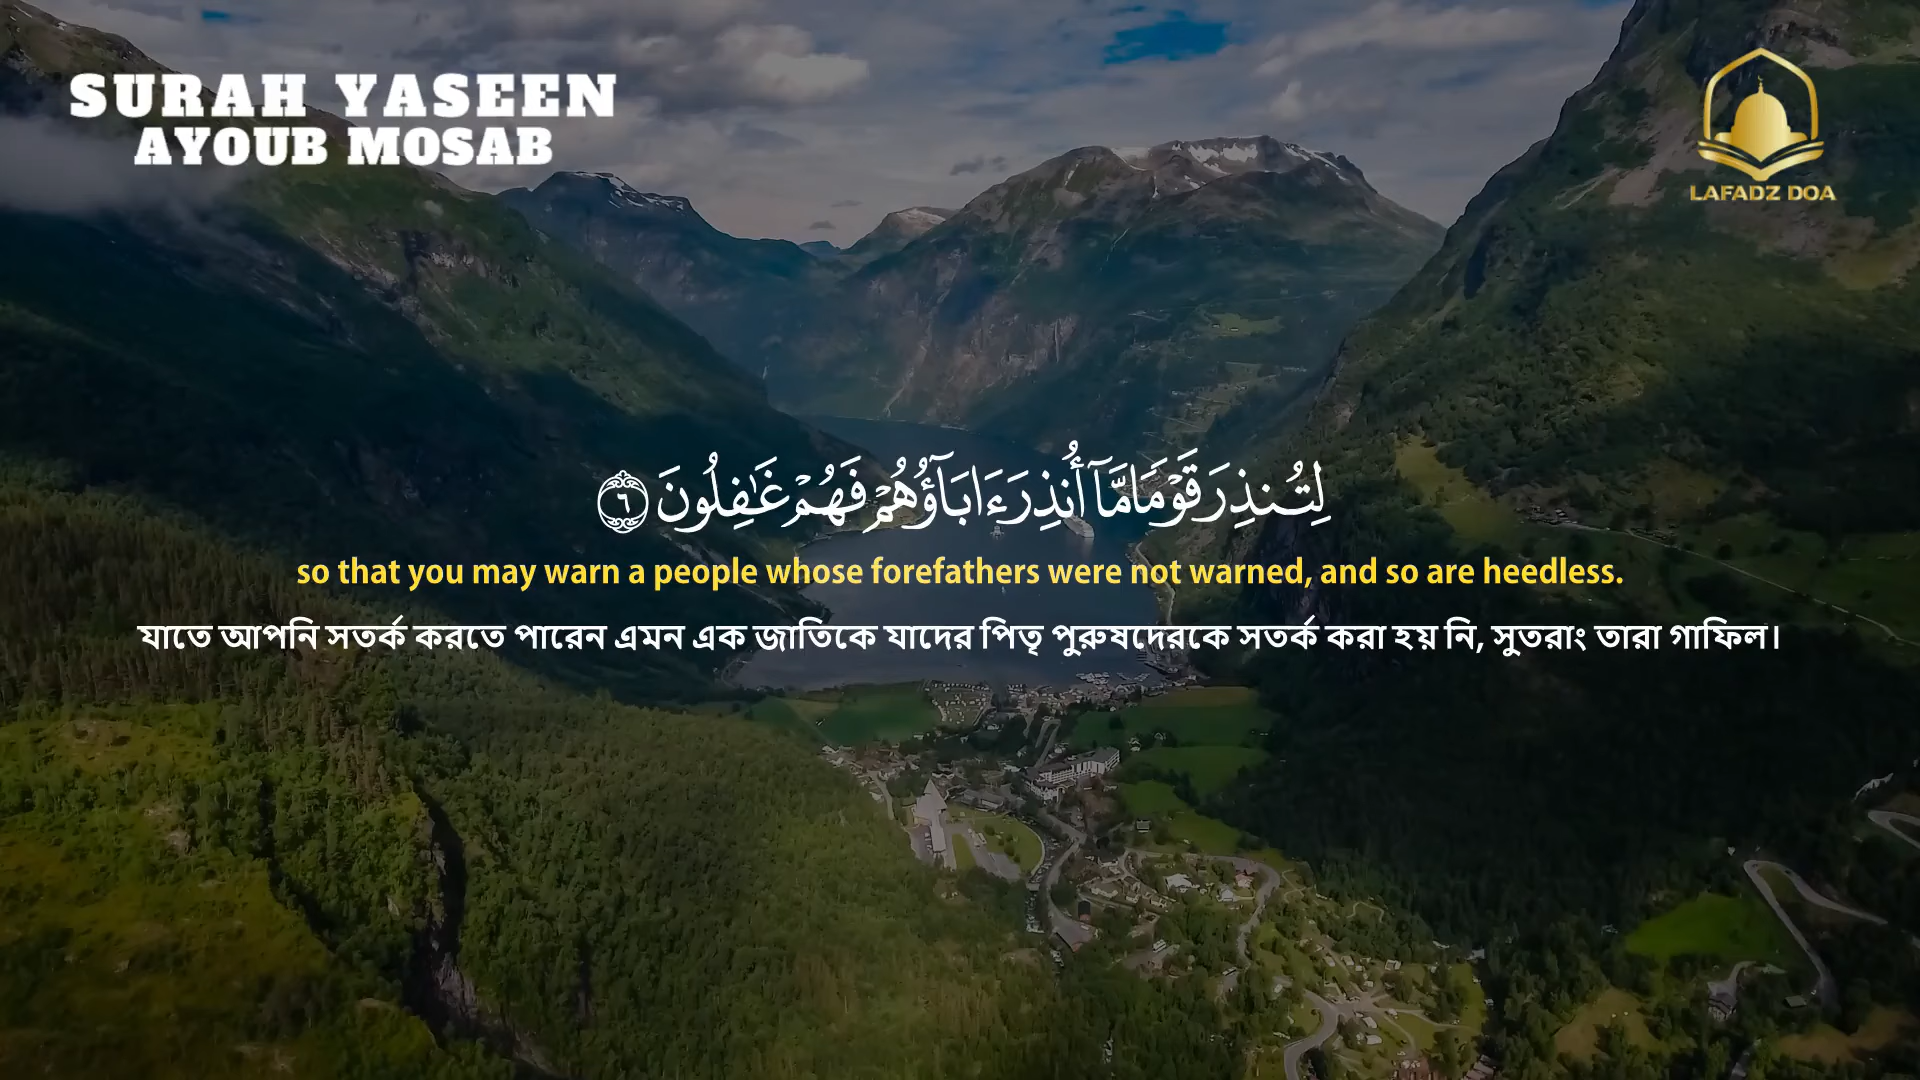 SURAH YASEEN
AYOUB MOSAB
LAFADZ DOA
لِتُنذِرَ قَوْمًا مَّآ أُنذِرَ ءَابَآؤُهُمْ فَهُمْ غَٰفِلُونَ ٦
so that you may warn a people whose forefathers were not warned, and so are heedless.
যাতে আপনি সতর্ক করতে পারেন এমন এক জাতিকে যাদের পিতৃ পুরুষদেরকে সতর্ক করা হয় নি, সুতরাং তারা গাফিল।